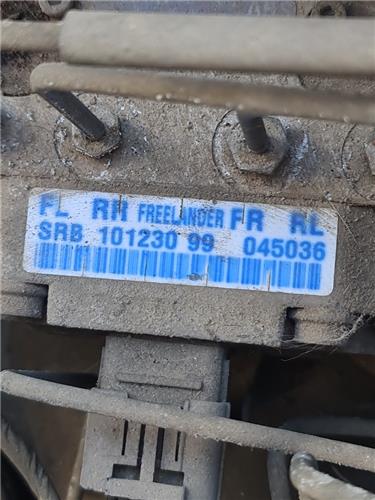 FL RH FREELANDER FR RL
SRB 101230 99 045036